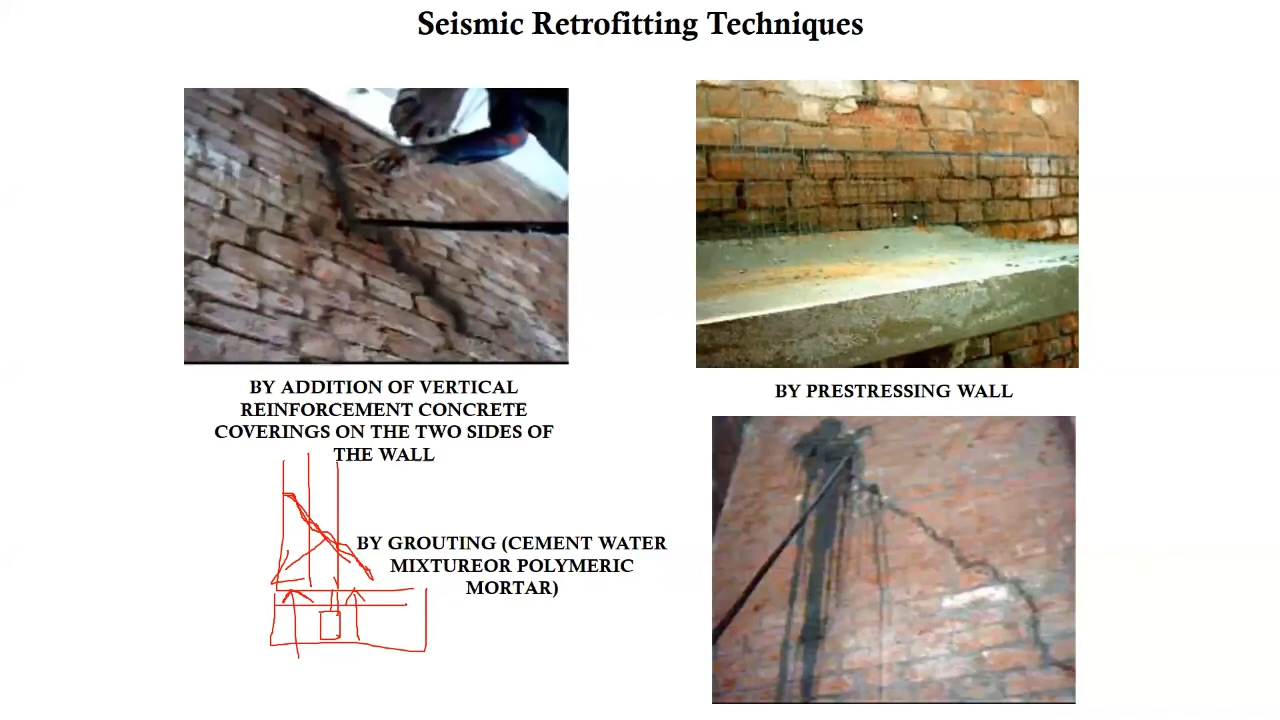 Seismic Retrofitting Techniques
BY ADDITION OF VERTICAL
REINFORCEMENT CONCRETE
COVERINGS ON THE TWO SIDES OF
THE WALL
BY PRESTRESSING WALL
BY GROUTING (CEMENT WATER
MIXTUREOR POLYMERIC
MORTAR)